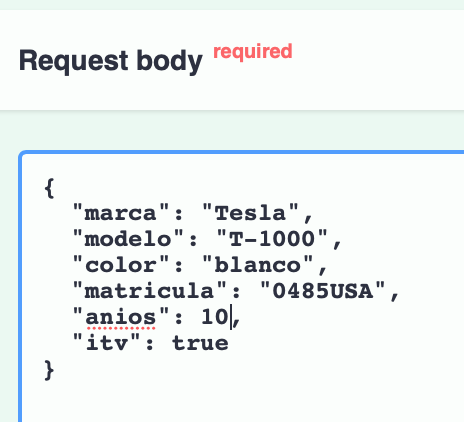 Request body required
{
"marca": "Tesla",
"modelo": "T-1000",
"color": "blanco",
"matricula": "0485USA",
"anios": 10,
"itv": true
}